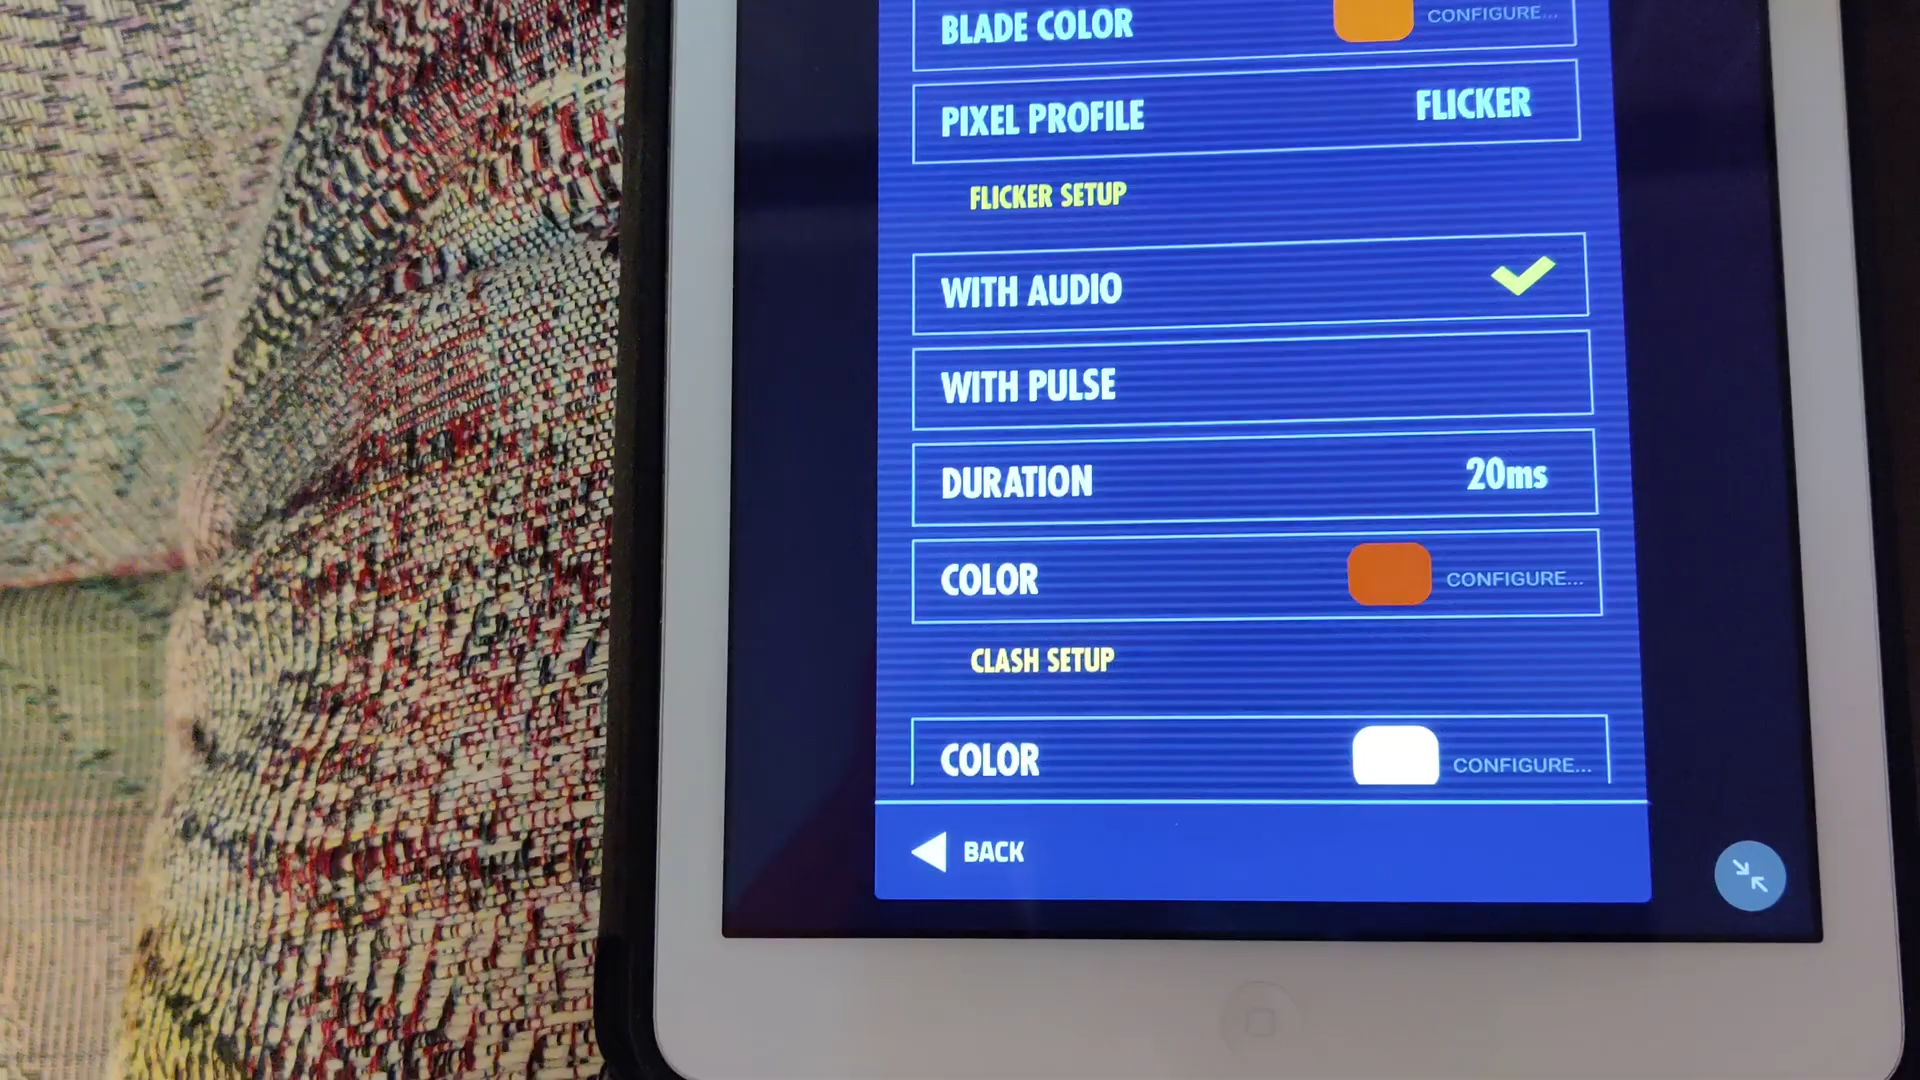 BLADE COLOR CONFIGURE...
PIXEL PROFILE FLICKER
FLICKER SETUP
WITH AUDIO
WITH PULSE
DURATION 20ms
COLOR CONFIGURE...
CLASH SETUP
COLOR CONFIGURE...
BACK